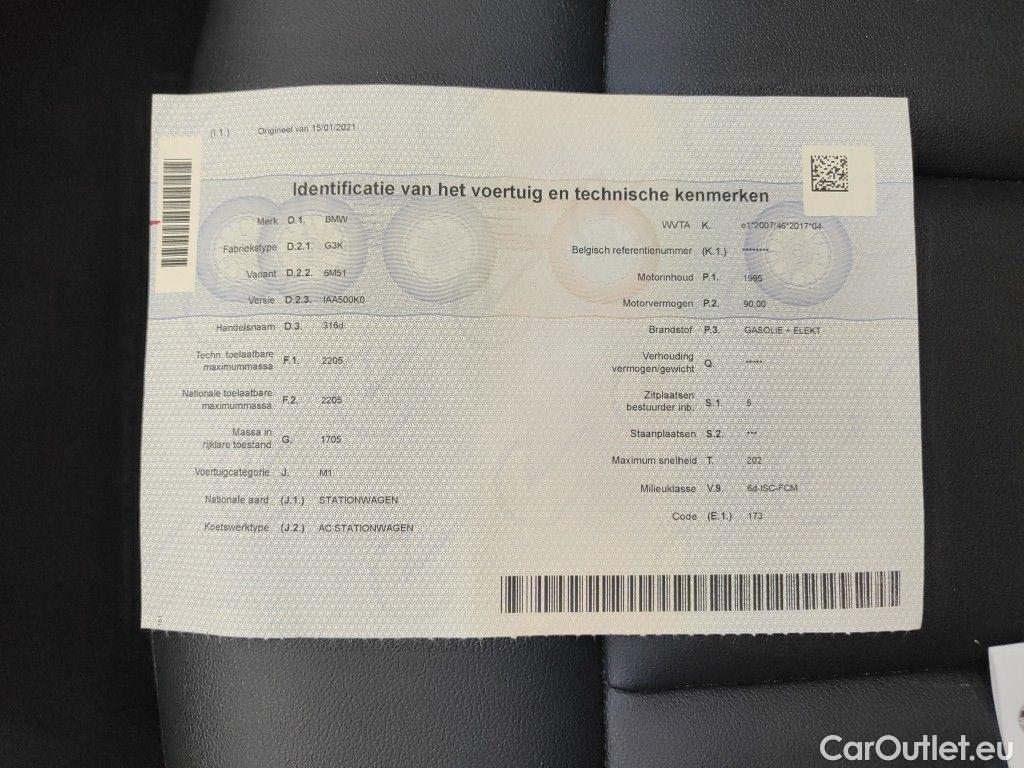 (I.1.) Origineel van 15/01/2021
Identificatie van het voertuig en technische kenmerken
Merk D.1. BMW
Fabriekstype D.2.1. G3K
Variant D.2.2. 6M51
Versie D.2.3. IAA500K0
Handelsnaam D.3. 316d
Techn. toelaatbare
maximummassa F.1. 2205
Nationale toelaatbare
maximummassa F.2. 2205
Massa in
rijklare toestand G. 1705
Voertuigcategorie J. M1
Nationale aard (J.1.) STATIONWAGEN
Koetswerktype (J.2.) AC STATIONWAGEN
WVTA K. e1*2007/46*2017*04
Belgisch referentienummer (K.1.) ********
Motorinhoud P.1. 1995
Motorvermogen P.2. 90,00
Brandstof P.3. GASOLIE + ELEKT
Verhouding
vermogen/gewicht Q. *****
Zitplaatsen
bestuurder inb. S.1. 5
Staanplaatsen S.2. ***
Maximum snelheid T. 202
Milieuklasse V.9. 6d-ISC-FCM
Code (E.1.) 173
CarOutlet.eu